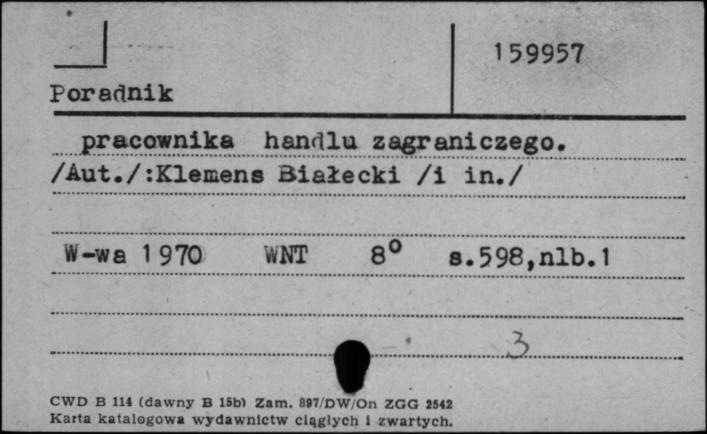 159957
Poradnik
pracownika handlu zagraniczego.
/Aut./:Klemens Białecki /i in./
W-wa 1970 WNT 8° s.598,nlb.1
3
CWD B 114 (dawny B 15b) Zam. 897/DW/On ZGG 2542
Karta katalogowa wydawnictw ciągłych i zwartych.